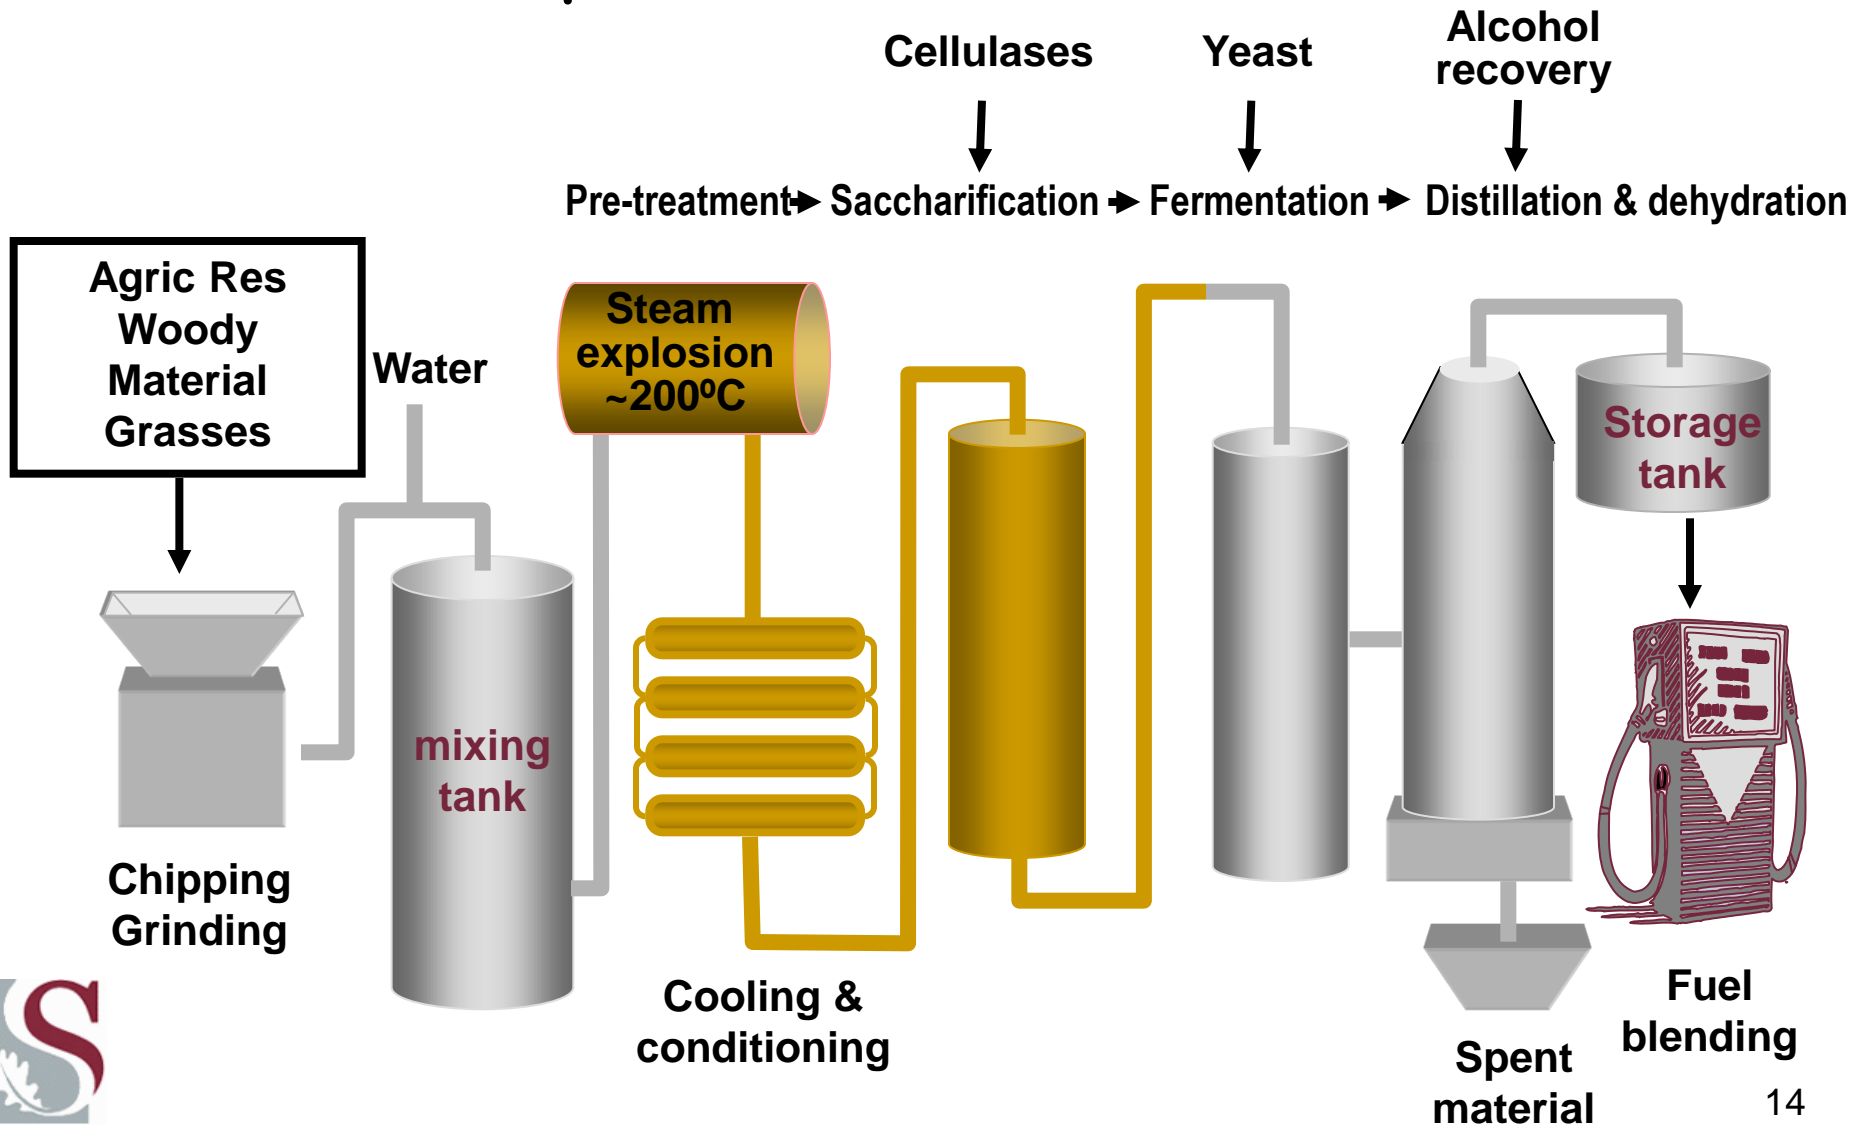 Cellulases
Yeast
Alcohol
recovery
Pre-treatment
Saccharification
Fermentation
Distillation & dehydration
Agric Res
Woody
Material
Grasses
Water
Steam
explosion
~200ºC
Storage
tank
mixing
tank
Chipping
Grinding
Cooling &
conditioning
Fuel
blending
Spent
material
14